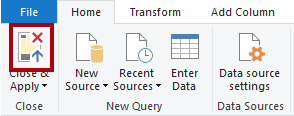 File Home Transform Add Column
Close &
Apply
New
Source
Recent
Sources
Enter
Data
Data source
settings
Close
New Query
Data Sources